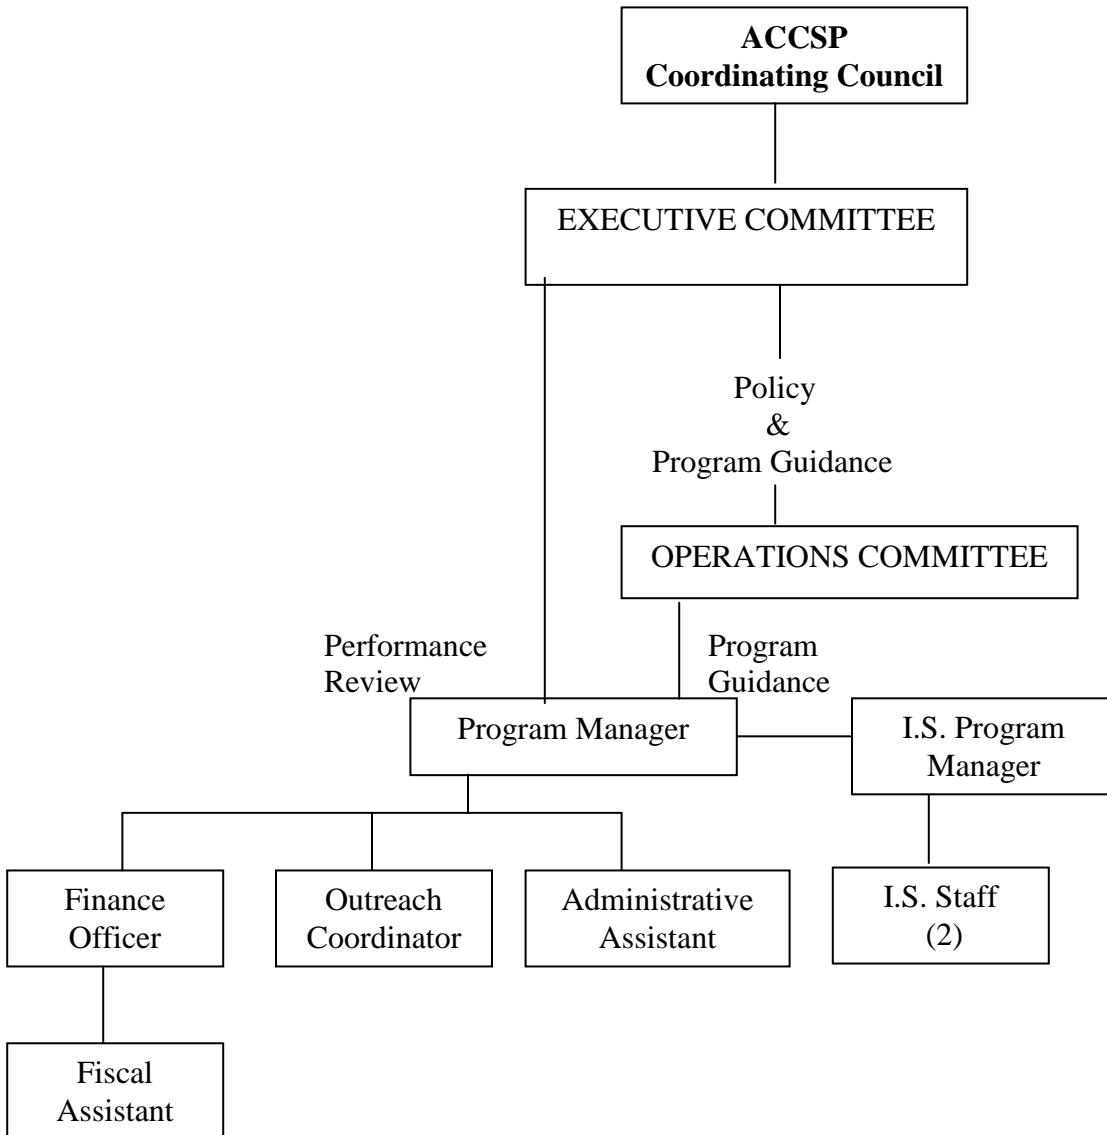 ACCSP
Coordinating Council
EXECUTIVE COMMITTEE
Policy
&
Program Guidance
OPERATIONS COMMITTEE
Performance
Review
Program
Guidance
Program Manager
I.S. Program
Manager
Finance
Officer
Outreach
Coordinator
Administrative
Assistant
I.S. Staff
(2)
Fiscal
Assistant